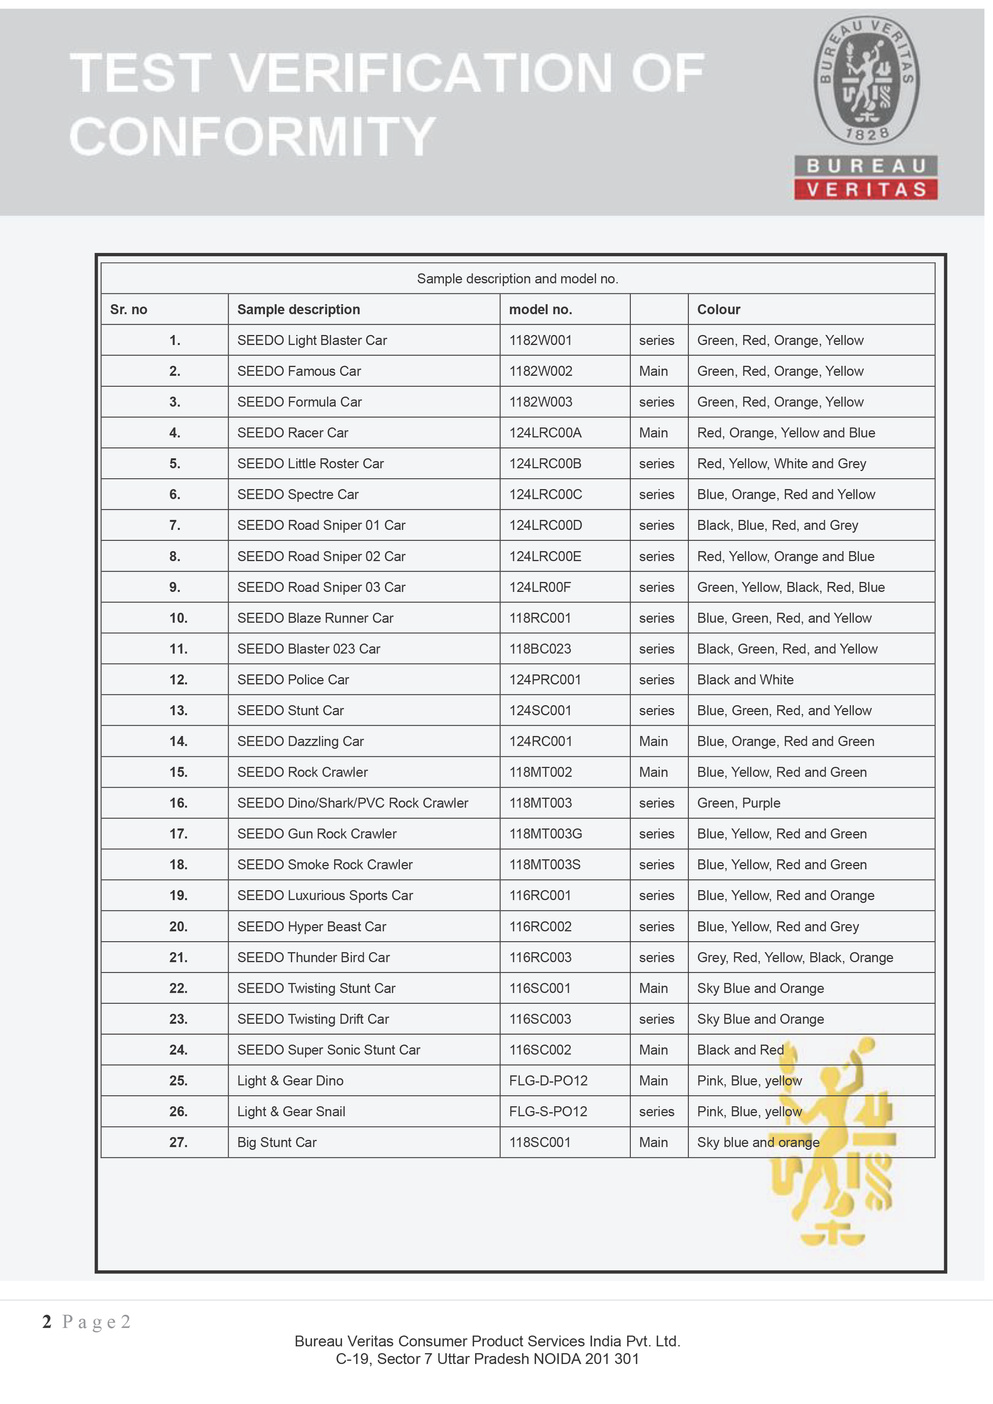 TEST VERIFICATION OF
CONFORMITY
BUREAU VERITAS
1828
BUREAU
VERITAS
Sample description and model no.
Sr. no Sample description model no. Colour
1. SEEDO Light Blaster Car 1182W001 series Green, Red, Orange, Yellow
2. SEEDO Famous Car 1182W002 Main Green, Red, Orange, Yellow
3. SEEDO Formula Car 1182W003 series Green, Red, Orange, Yellow
4. SEEDO Racer Car 124LRC00A Main Red, Orange, Yellow and Blue
5. SEEDO Little Roster Car 124LRC00B series Red, Yellow, White and Grey
6. SEEDO Spectre Car 124LRC00C series Blue, Orange, Red and Yellow
7. SEEDO Road Sniper 01 Car 124LRC00D series Black, Blue, Red, and Grey
8. SEEDO Road Sniper 02 Car 124LRC00E series Red, Yellow, Orange and Blue
9. SEEDO Road Sniper 03 Car 124LR00F series Green, Yellow, Black, Red, Blue
10. SEEDO Blaze Runner Car 118RC001 series Blue, Green, Red, and Yellow
11. SEEDO Blaster 023 Car 118BC023 series Black, Green, Red, and Yellow
12. SEEDO Police Car 124PRC001 series Black and White
13. SEEDO Stunt Car 124SC001 series Blue, Green, Red, and Yellow
14. SEEDO Dazzling Car 124RC001 Main Blue, Orange, Red and Green
15. SEEDO Rock Crawler 118MT002 Main Blue, Yellow, Red and Green
16. SEEDO Dino/Shark/PVC Rock Crawler 118MT003 series Green, Purple
17. SEEDO Gun Rock Crawler 118MT003G series Blue, Yellow, Red and Green
18. SEEDO Smoke Rock Crawler 118MT003S series Blue, Yellow, Red and Green
19. SEEDO Luxurious Sports Car 116RC001 series Blue, Yellow, Red and Orange
20. SEEDO Hyper Beast Car 116RC002 series Blue, Yellow, Red and Grey
21. SEEDO Thunder Bird Car 116RC003 series Grey, Red, Yellow, Black, Orange
22. SEEDO Twisting Stunt Car 116SC001 Main Sky Blue and Orange
23. SEEDO Twisting Drift Car 116SC003 series Sky Blue and Orange
24. SEEDO Super Sonic Stunt Car 116SC002 Main Black and Red
25. Light & Gear Dino FLG-D-PO12 Main Pink, Blue, yellow
26. Light & Gear Snail FLG-S-PO12 series Pink, Blue, yellow
27. Big Stunt Car 118SC001 Main Sky blue and orange
2 Page2
Bureau Veritas Consumer Product Services India Pvt. Ltd.
C-19, Sector 7 Uttar Pradesh NOIDA 201 301